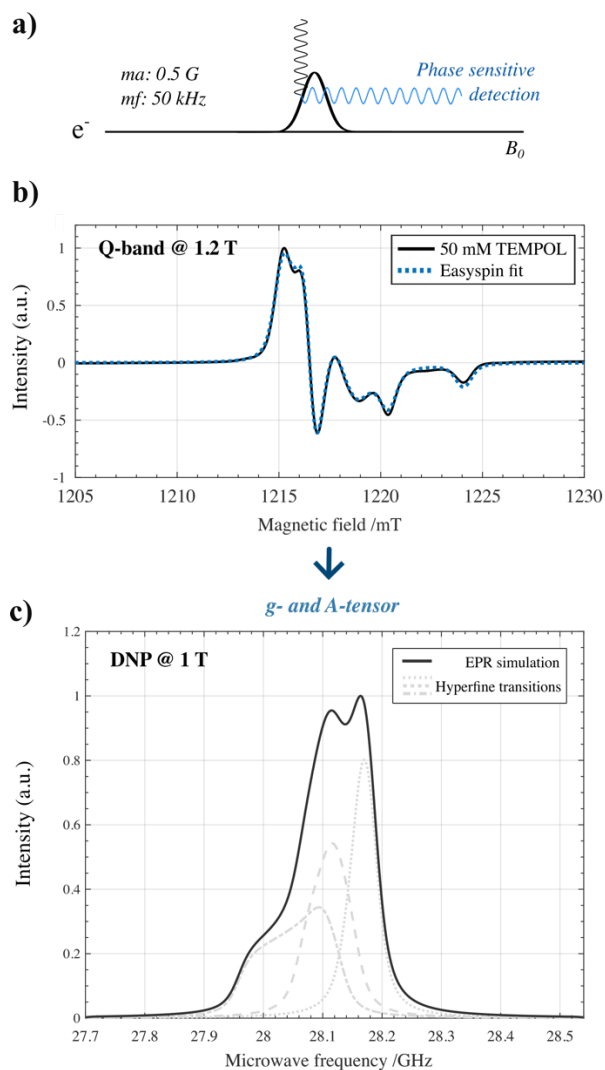 a)
ma: 0.5 G
mf: 50 kHz
Phase sensitive
detection
e-
B0
b)
Q-band @ 1.2 T
50 mM TEMPOL
Easyspin fit
Intensity (a.u.)
1
0.5
0
-0.5
-1
1205 1210 1215 1220 1225 1230
Magnetic field /mT
g- and A-tensor
c)
DNP @ 1 T
EPR simulation
Hyperfine transitions
Intensity (a.u.)
1.2
1
0.8
0.6
0.4
0.2
0
27.7 27.8 27.9 28 28.1 28.2 28.3 28.4 28.5
Microwave frequency /GHz